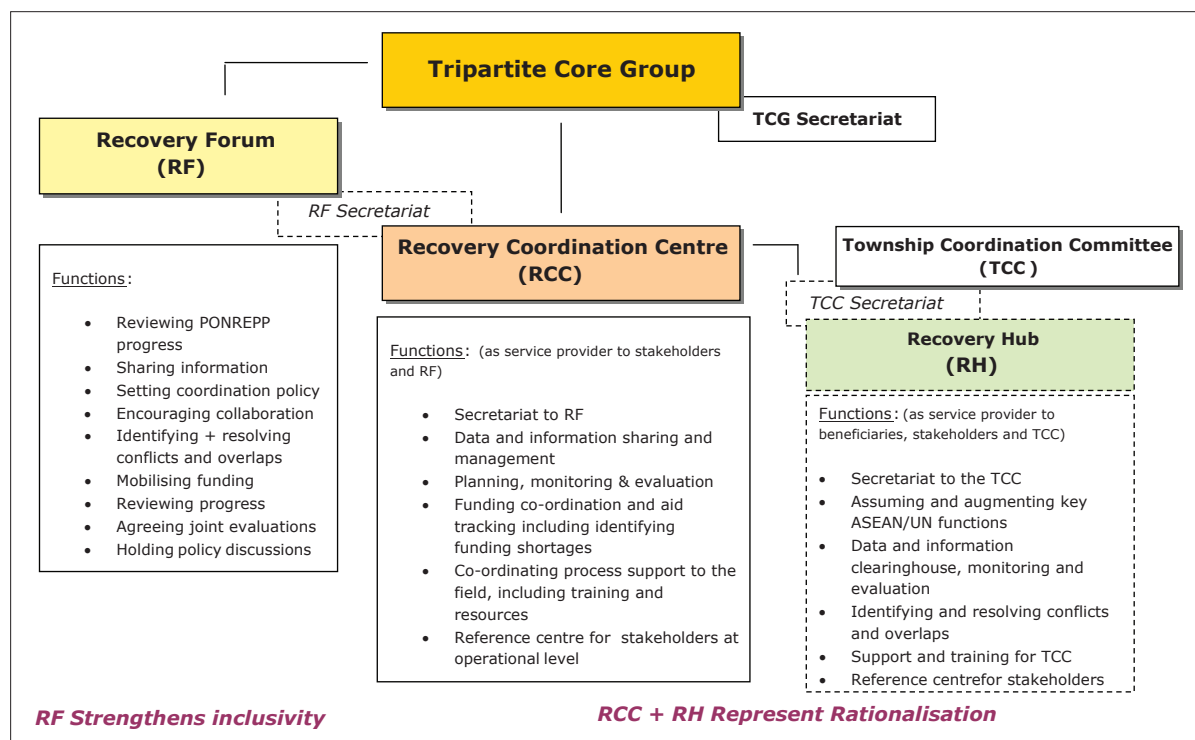 Tripartite Core Group
TCG Secretariat
Recovery Forum
(RF)
RF Secretariat
Recovery Coordination Centre
(RCC)
Township Coordination Committee
(TCC )
TCC Secretariat
Recovery Hub
(RH)
Functions:
• Reviewing PONREPP
progress
• Sharing information
• Setting coordination policy
• Encouraging collaboration
• Identifying + resolving
conflicts and overlaps
• Mobilising funding
• Reviewing progress
• Agreeing joint evaluations
• Holding policy discussions
Functions: (as service provider to stakeholders
and RF)
• Secretariat to RF
• Data and information sharing and
management
• Planning, monitoring & evaluation
• Funding co-ordination and aid
tracking including identifying
funding shortages
• Co-ordinating process support to the
field, including training and
resources
• Reference centre for stakeholders at
operational level
Functions: (as service provider to
beneficiaries, stakeholders and TCC)
• Secretariat to the TCC
• Assuming and augmenting key
ASEAN/UN functions
• Data and information
clearinghouse, monitoring and
evaluation
• Identifying and resolving conflicts
and overlaps
• Support and training for TCC
• Reference centrefor stakeholders
RF Strengthens inclusivity
RCC + RH Represent Rationalisation